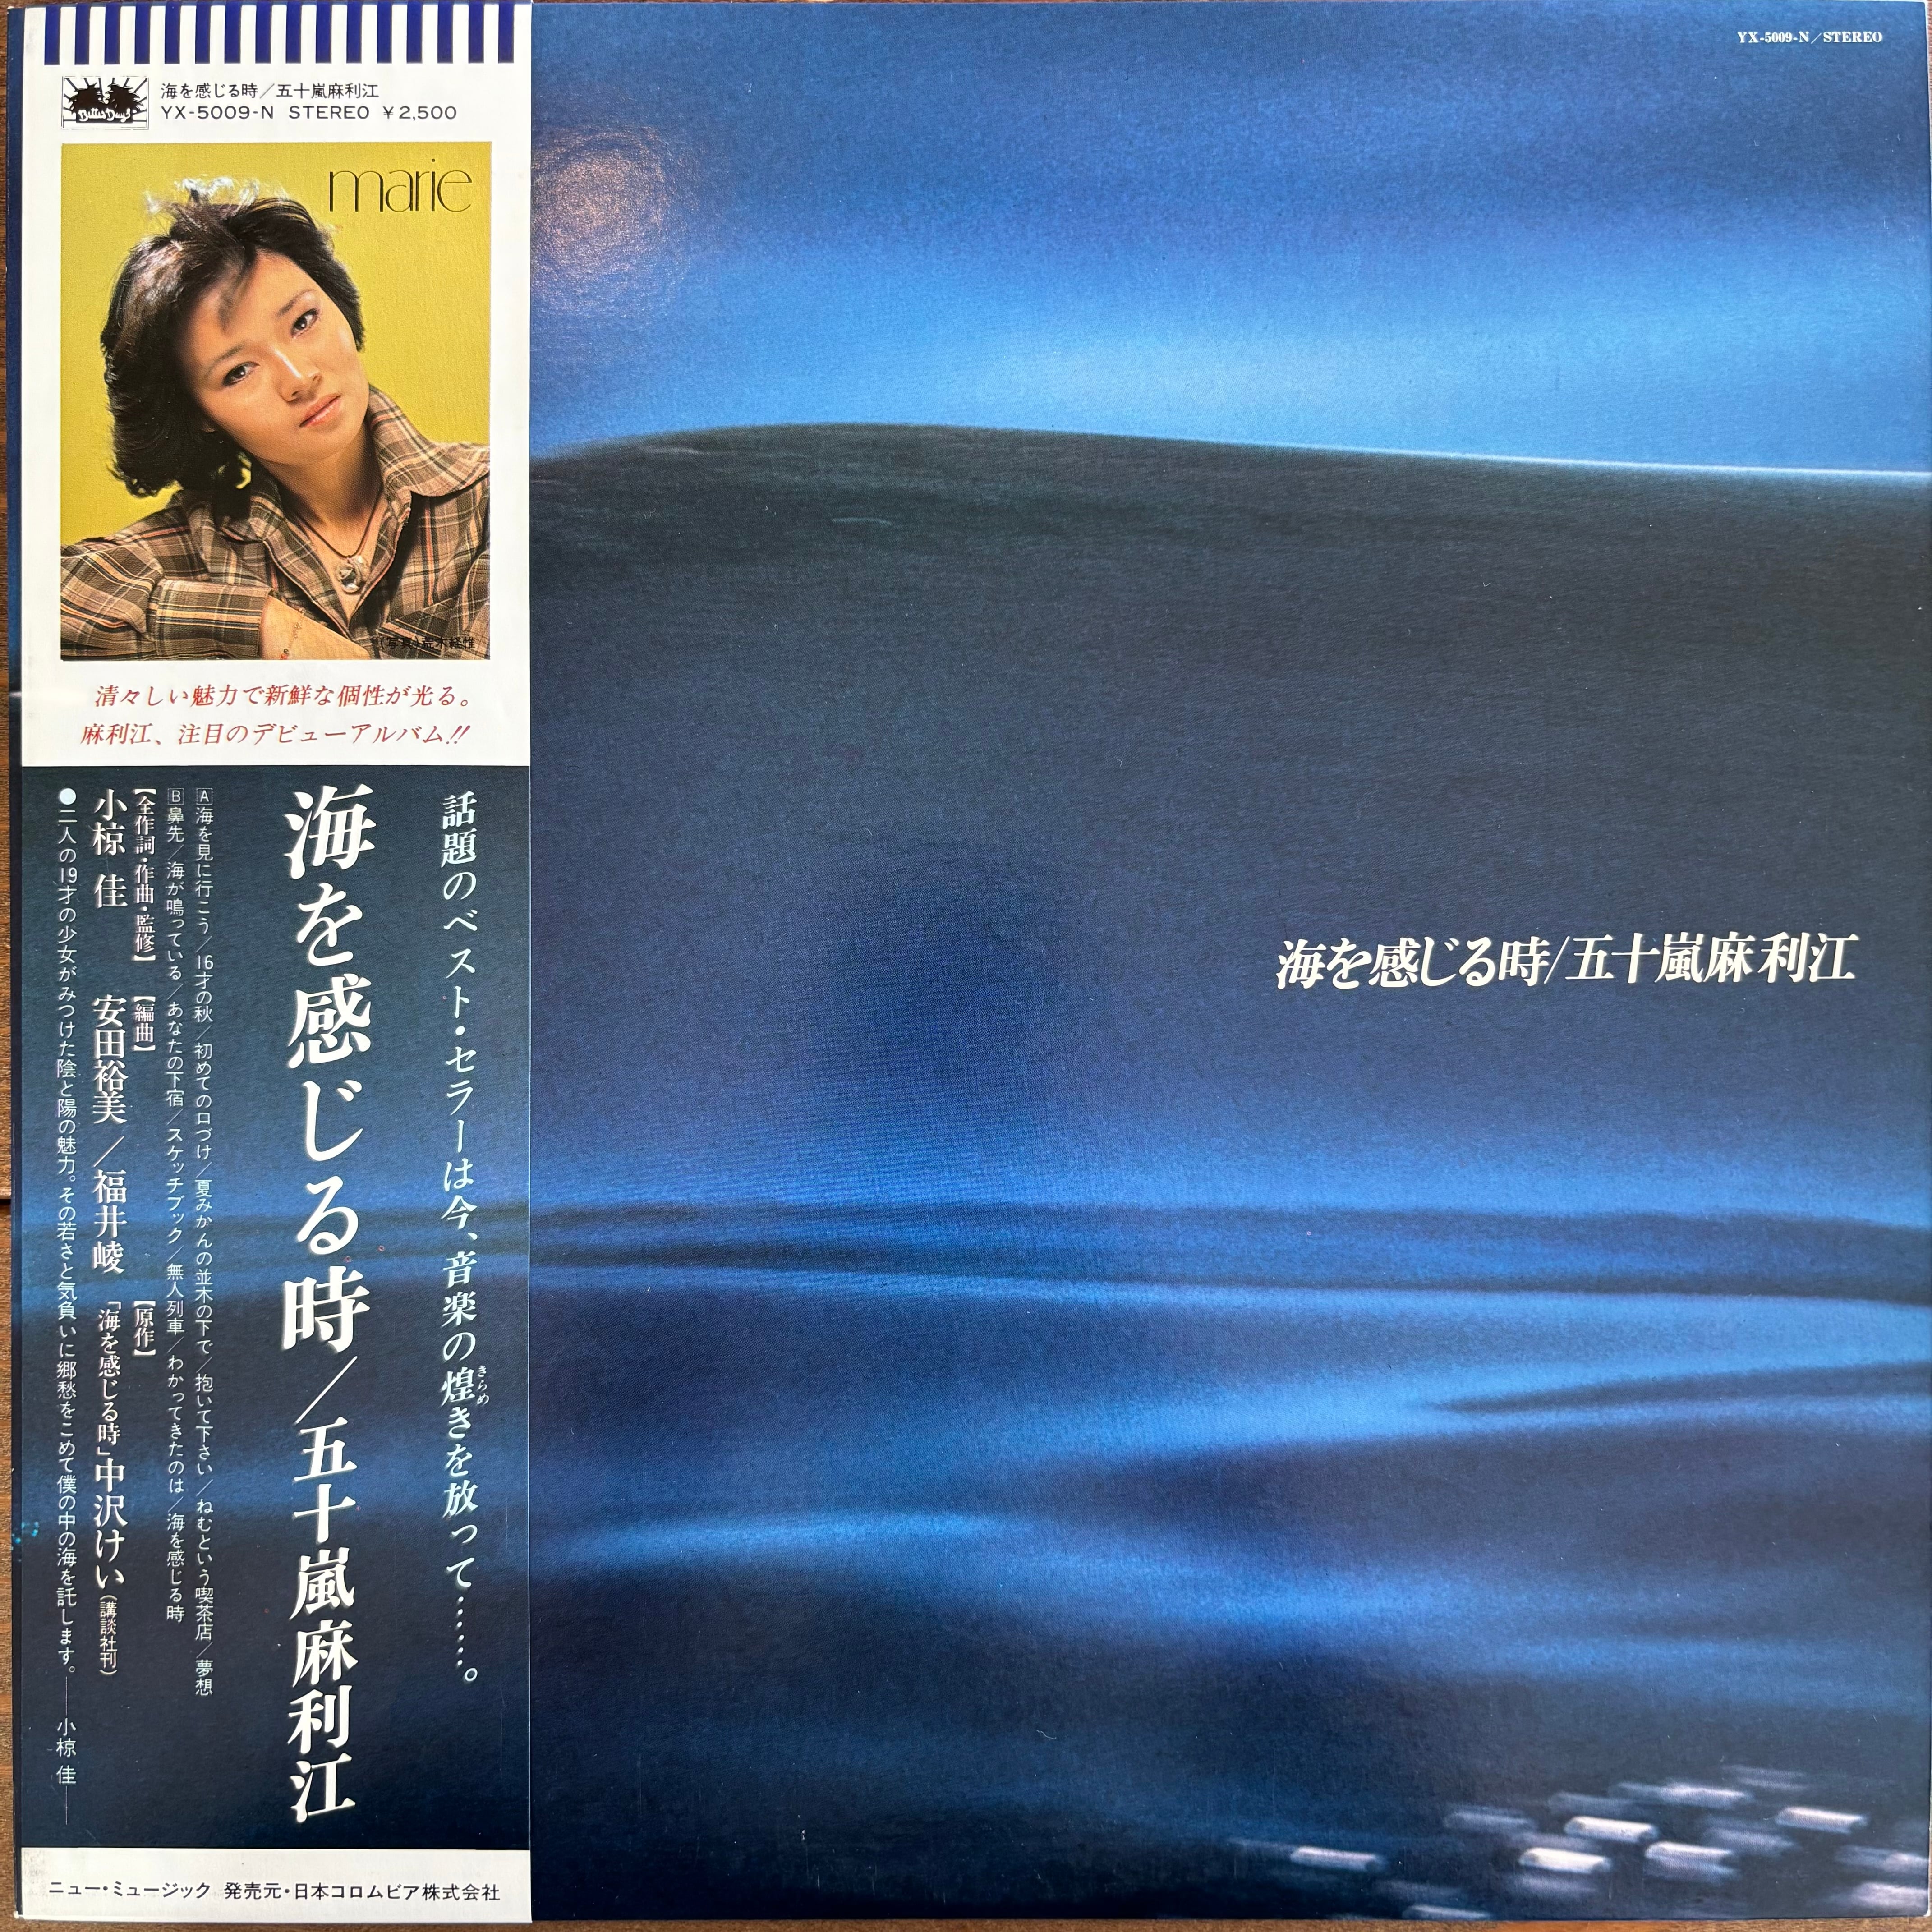 YX-5009-N／STEREO
Bitter Days
海を感じる時／五十嵐麻利江
YX-5009-N STEREO ￥2,500
marie
(写真)荒木経惟
清々しい魅力で新鮮な個性が光る。
麻利江、注目のデビューアルバム!!
話題のベスト・セラーは今、音楽の煌きを放って……。
きらめ
海を感じる時／五十嵐麻利江
A海を見に行こう／16才の秋／初めての口づけ／夏みかんの並木の下で／抱いて下さい／ねむという喫茶店／夢想
B鼻先／海が鳴っている／あなたの下宿／スケッチブック／無人列車／わかってきたのは／海を感じる時
【全作詞・作曲・監修】【編曲】【原作】
小椋 佳 安田裕美／福井崚 「海を感じる時」中沢けい(講談社刊)
●二人の19才の少女がみつけた陰と陽の魅力。その若さと気負いに郷愁をこめて僕の中の海を託します。——小椋 佳——
海を感じる時/五十嵐麻利江
ニュー・ミュージック 発売元・日本コロムビア株式会社